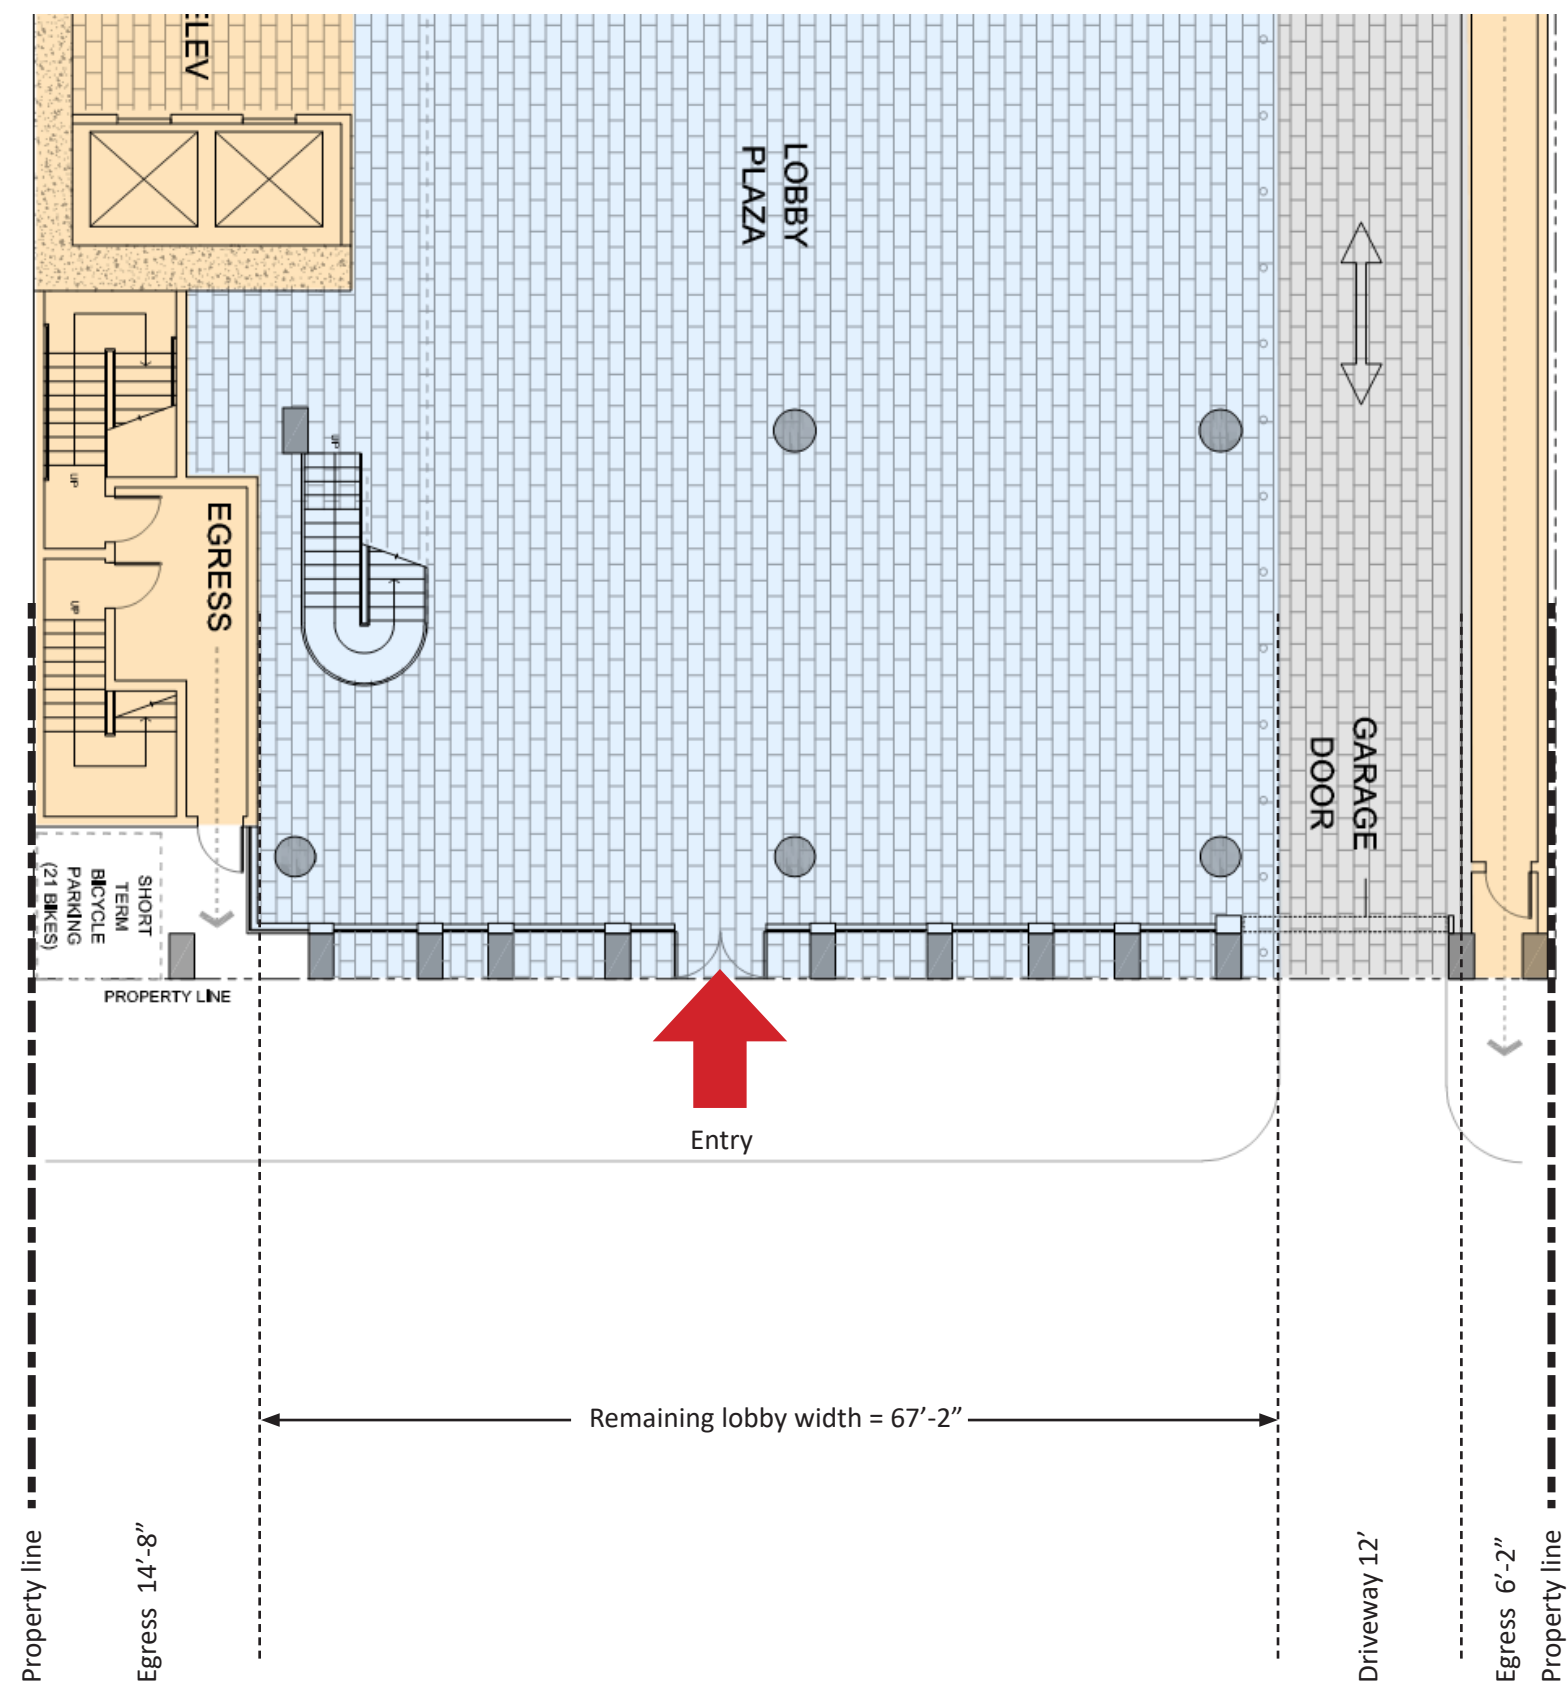 ELEV
LOBBY
PLAZA
UP
UP
EGRESS
UP
GARAGE
DOOR
SHORT
TERM
BICYCLE
PARKING
(21 BIKES)
PROPERTY LINE
Entry
Remaining lobby width = 67’-2”
Property line
Egress 14’-8”
Driveway 12’
Egress 6’-2”
Property line